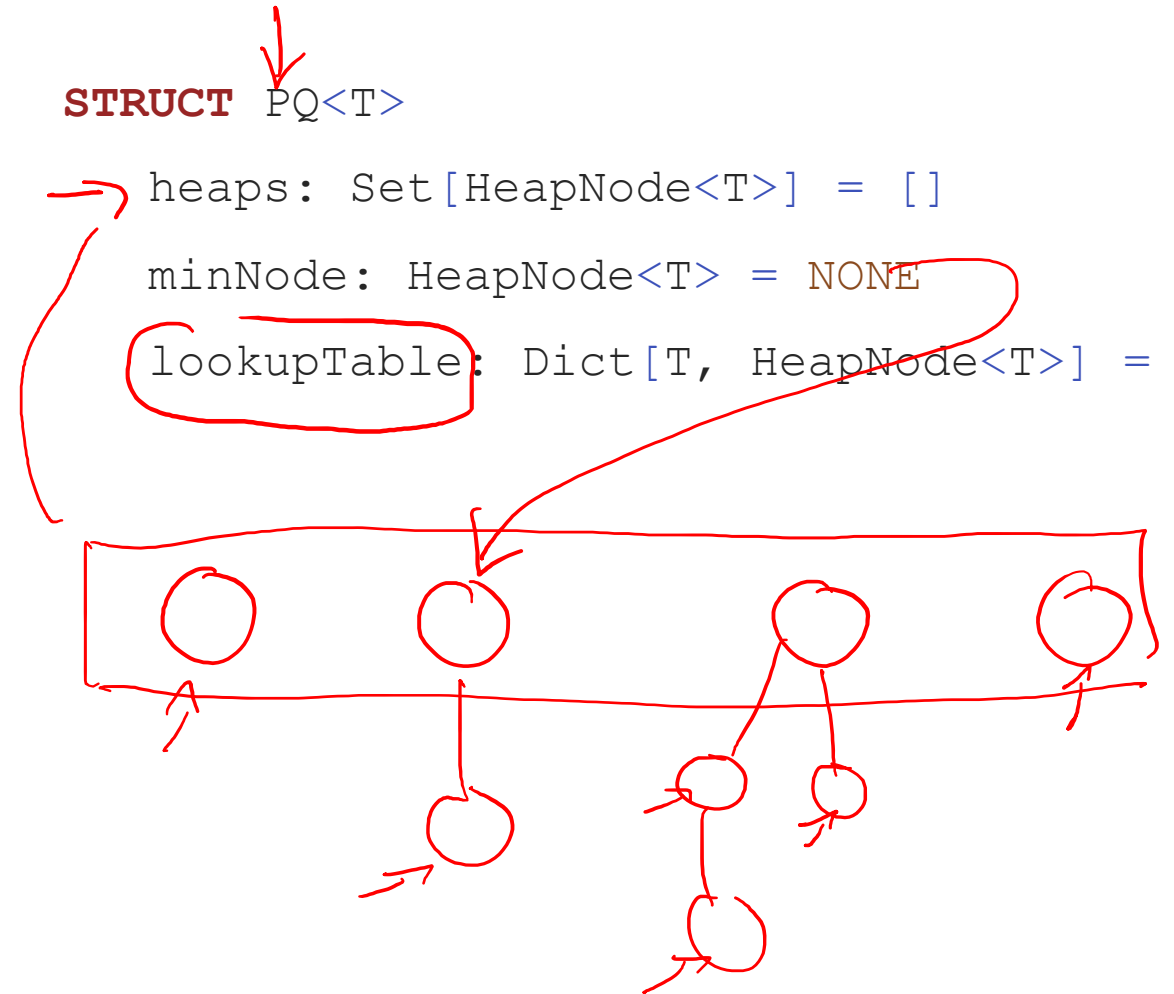 STRUCT PQ<T>
heaps: Set[HeapNode<T>] = []
minNode: HeapNode<T> = NONE
lookupTable: Dict[T, HeapNode<T>] =